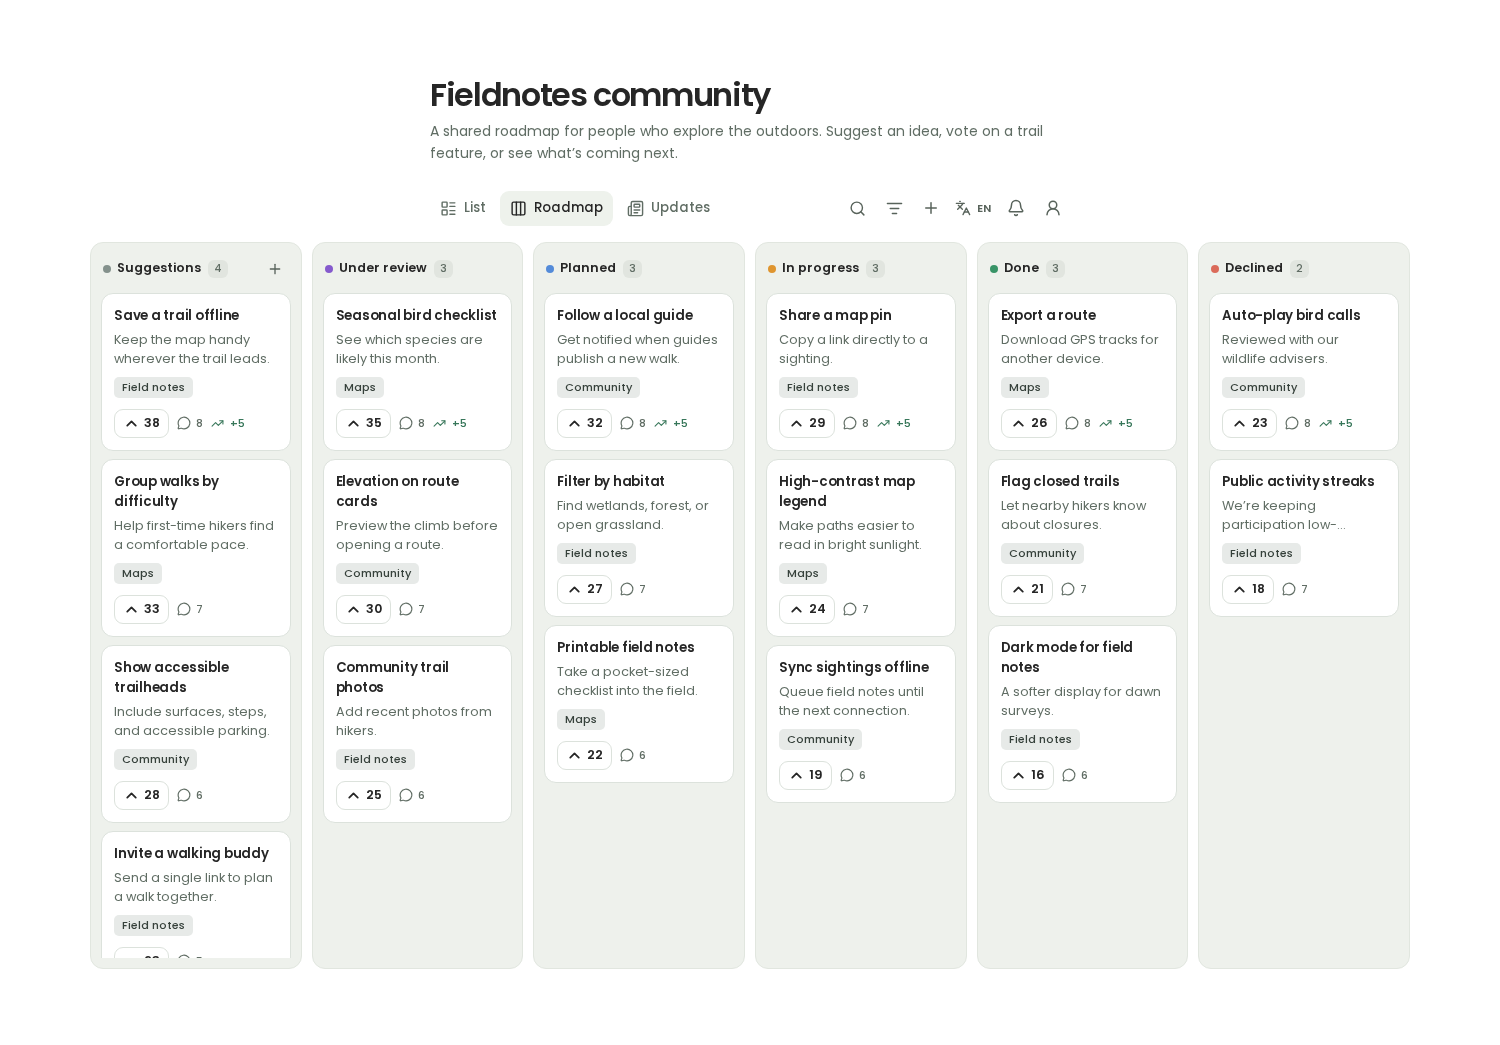 Fieldnotes community
A shared roadmap for people who explore the outdoors. Suggest an idea, vote on a trail
feature, or see what’s coming next.
List
Roadmap
Updates
EN
Suggestions 4
Save a trail offline
Keep the map handy
wherever the trail leads.
Field notes
38 8 +5
Group walks by
difficulty
Help first-time hikers find
a comfortable pace.
Maps
33 7
Show accessible
trailheads
Include surfaces, steps,
and accessible parking.
Community
28 6
Invite a walking buddy
Send a single link to plan
a walk together.
Field notes
Under review 3
Seasonal bird checklist
See which species are
likely this month.
Maps
35 8 +5
Elevation on route
cards
Preview the climb before
opening a route.
Community
30 7
Community trail
photos
Add recent photos from
hikers.
Field notes
25 6
Planned 3
Follow a local guide
Get notified when guides
publish a new walk.
Community
32 8 +5
Filter by habitat
Find wetlands, forest, or
open grassland.
Field notes
27 7
Printable field notes
Take a pocket-sized
checklist into the field.
Maps
22 6
In progress 3
Share a map pin
Copy a link directly to a
sighting.
Field notes
29 8 +5
High-contrast map
legend
Make paths easier to
read in bright sunlight.
Maps
24 7
Sync sightings offline
Queue field notes until
the next connection.
Community
19 6
Done 3
Export a route
Download GPS tracks for
another device.
Maps
26 8 +5
Flag closed trails
Let nearby hikers know
about closures.
Community
21 7
Dark mode for field
notes
A softer display for dawn
surveys.
Field notes
16 6
Declined 2
Auto-play bird calls
Reviewed with our
wildlife advisers.
Community
23 8 +5
Public activity streaks
We’re keeping
participation low-…
Field notes
18 7